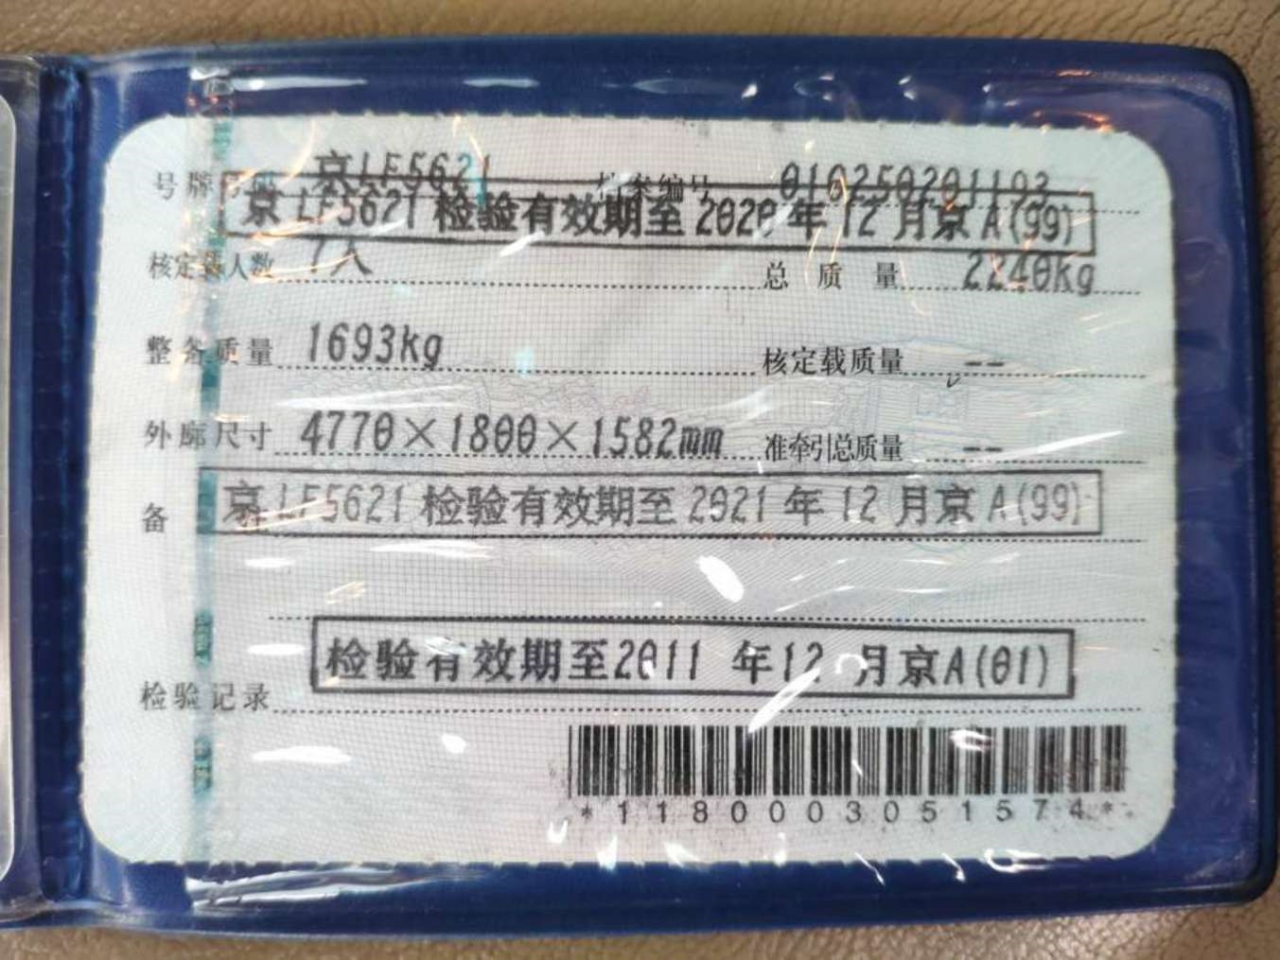 号牌号码 京LF5621 档案编号 010250201193
京LF5621检验有效期至2020年12月京A(99)
核定载人数 7人 总质量 2240kg
整备质量 1693kg 核定载质量 --
外廓尺寸 4770×1800×1582mm 准牵引总质量 --
备 京LF5621检验有效期至2021年12月京A(99)
检验有效期至2011 年12 月京A(01)
检验记录
*1180003051574*